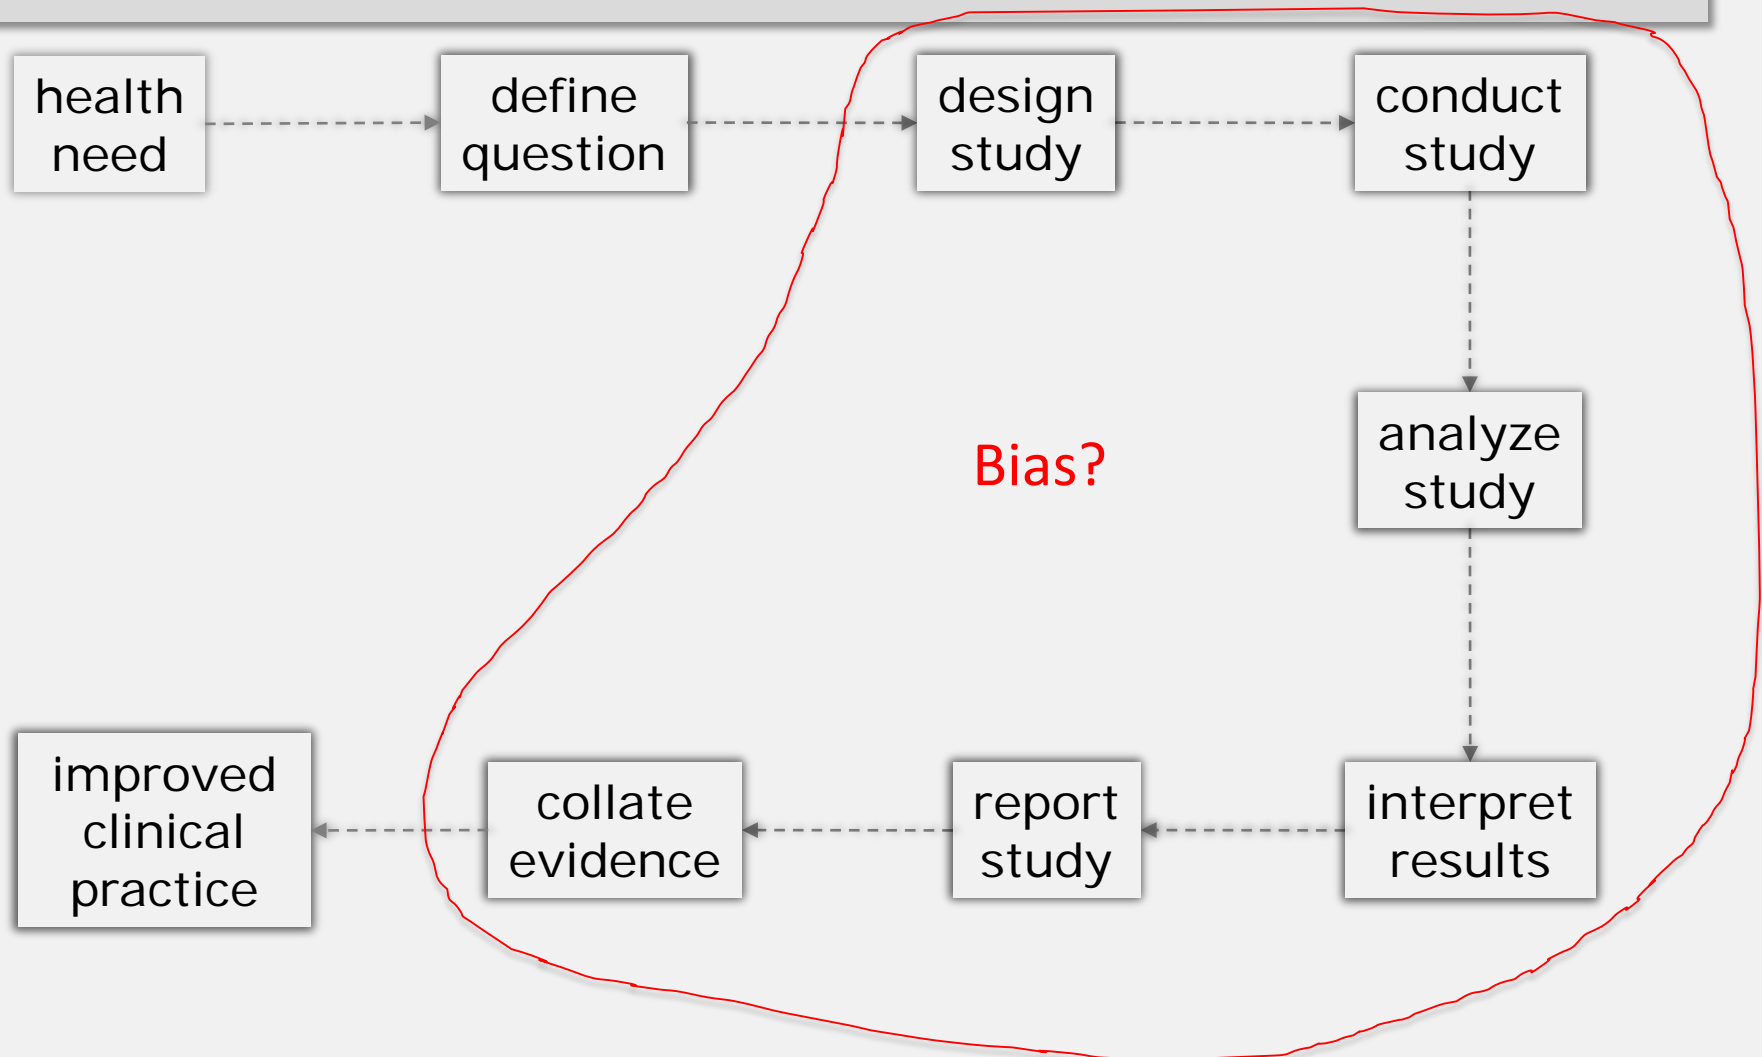 health
need
define
question
design
study
conduct
study
analyze
study
Bias?
improved
clinical
practice
collate
evidence
report
study
interpret
results